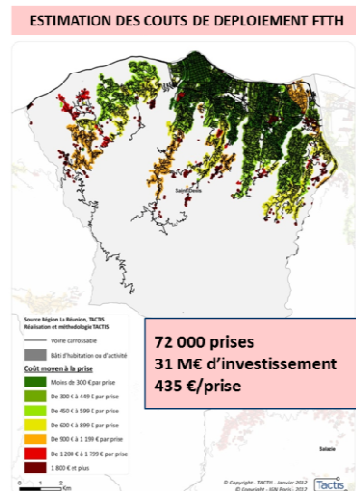 ESTIMATION DES COUTS DE DEPLOIEMENT FTTH
Saint-Denis
Source Région La Réunion, TACTIS
Réalisation et méthodologie TACTIS
Voirie carrossable
Bâti d'habitation ou d'activité
Coût moyen à la prise
Moins de 300 € par prise
De 300 € à 449 € par prise
De 450 € à 599 € par prise
De 600 € à 899 € par prise
De 900 € à 1 199 € par prise
De 1 200 € à 1 799 € par prise
1 800 € et plus
Km
72 000 prises
31 M€ d'investissement
435 €/prise
Salazie
© Copyright - TACTIS - Janvier 2012
© Copyright - IGN Paris - 2012
Tactis